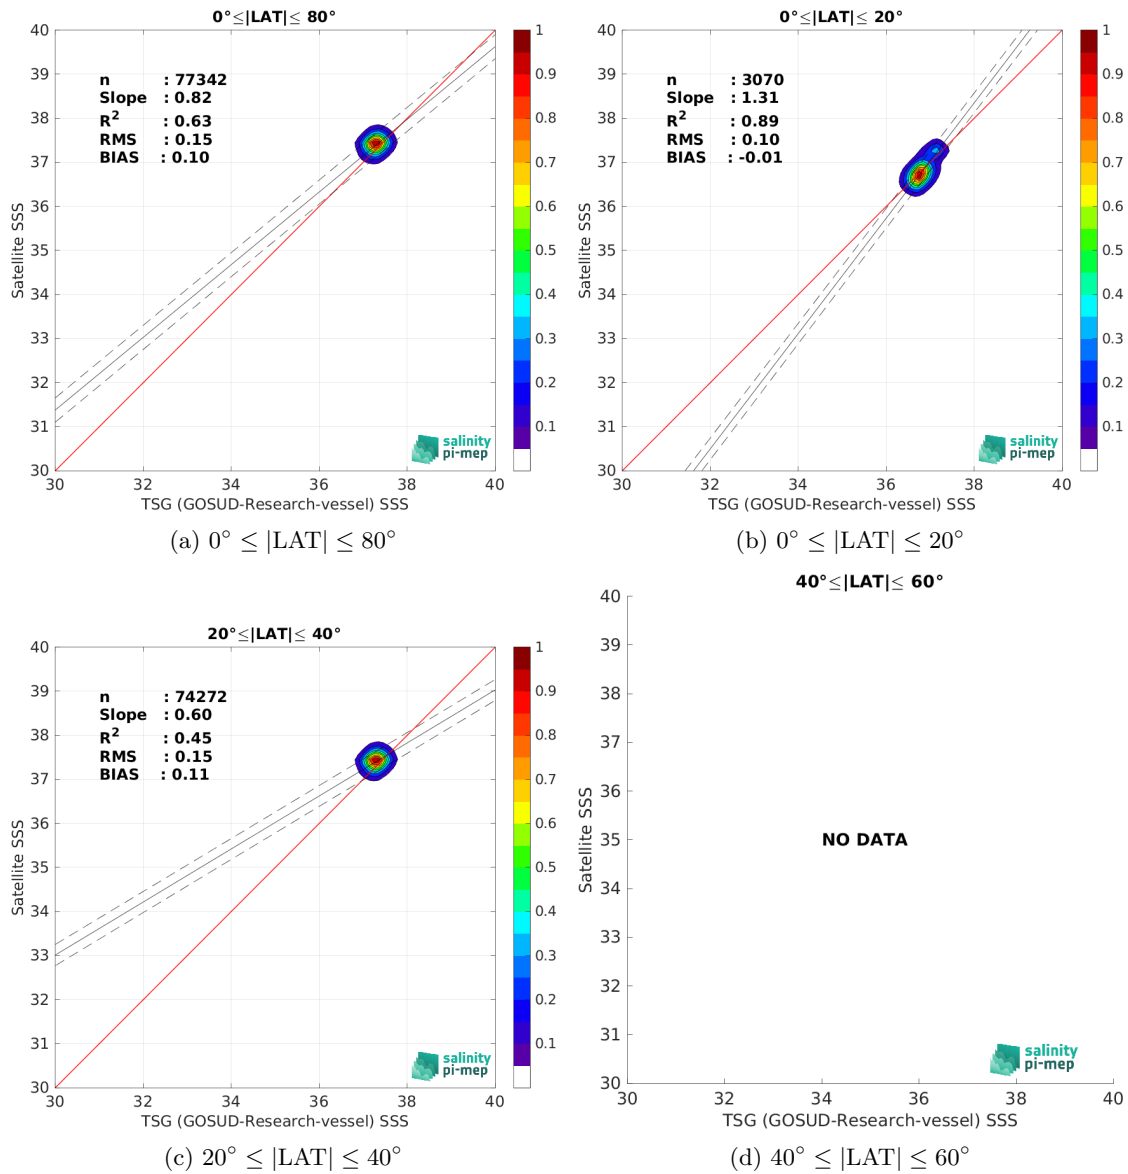 0°≤|LAT|≤ 80°
40
39
38
37
36
35
34
33
32
31
30
Satellite SSS
n : 77342
Slope : 0.82
R² : 0.63
RMS : 0.15
BIAS : 0.10
salinity
pi-mep
30 32 34 36 38 40
TSG (GOSUD-Research-vessel) SSS
1
0.9
0.8
0.7
0.6
0.5
0.4
0.3
0.2
0.1
(a) 0° ≤ |LAT| ≤ 80°
0°≤|LAT|≤ 20°
40
39
38
37
36
35
34
33
32
31
30
Satellite SSS
n : 3070
Slope : 1.31
R² : 0.89
RMS : 0.10
BIAS : -0.01
salinity
pi-mep
30 32 34 36 38 40
TSG (GOSUD-Research-vessel) SSS
1
0.9
0.8
0.7
0.6
0.5
0.4
0.3
0.2
0.1
(b) 0° ≤ |LAT| ≤ 20°
20°≤|LAT|≤ 40°
40
39
38
37
36
35
34
33
32
31
30
Satellite SSS
n : 74272
Slope : 0.60
R² : 0.45
RMS : 0.15
BIAS : 0.11
salinity
pi-mep
30 32 34 36 38 40
TSG (GOSUD-Research-vessel) SSS
1
0.9
0.8
0.7
0.6
0.5
0.4
0.3
0.2
0.1
(c) 20° ≤ |LAT| ≤ 40°
40°≤|LAT|≤ 60°
40
39
38
37
36
35
34
33
32
31
30
Satellite SSS
NO DATA
salinity
pi-mep
30 32 34 36 38 40
TSG (GOSUD-Research-vessel) SSS
(d) 40° ≤ |LAT| ≤ 60°